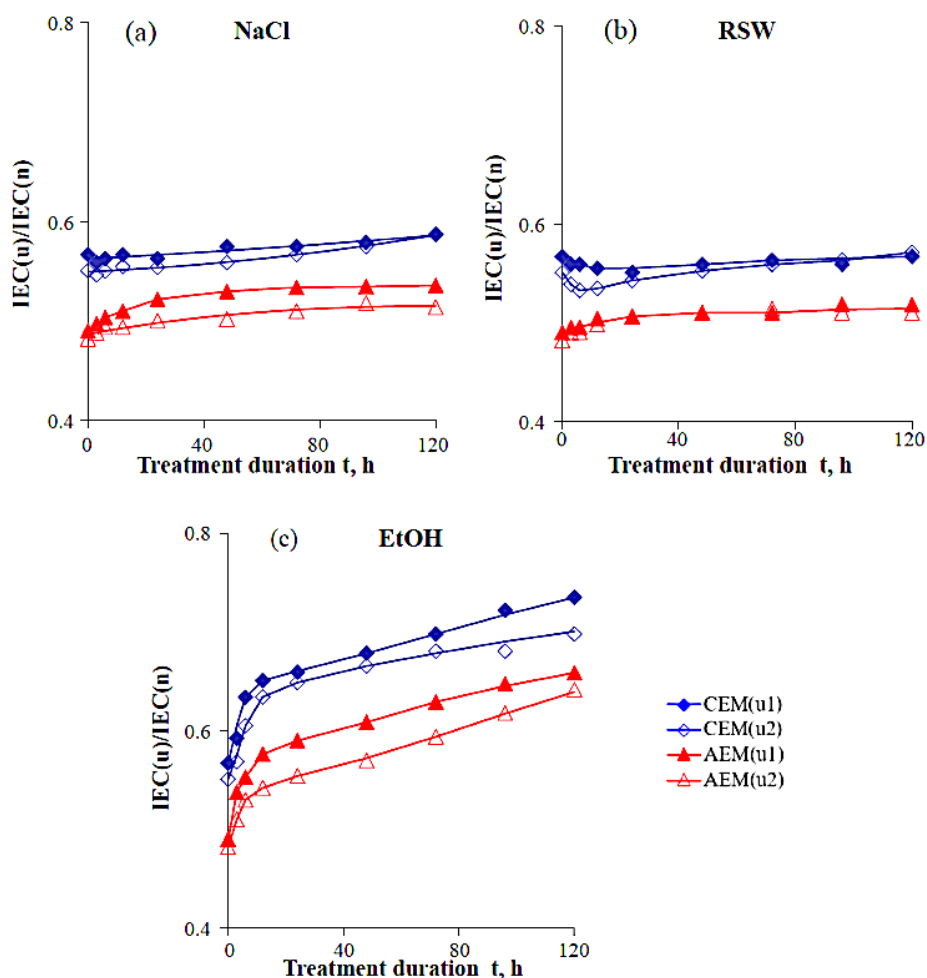 (a) NaCl
0.8
0.6
0.4
IEC(u)/IEC(n)
0 40 80 120
Treatment duration t, h
(b) RSW
0.8
0.6
0.4
IEC(u)/IEC(n)
0 40 80 120
Treatment duration t, h
(c) EtOH
0.8
0.6
0.4
IEC(u)/IEC(n)
0 40 80 120
Treatment duration t, h
CEM(u1)
CEM(u2)
AEM(u1)
AEM(u2)